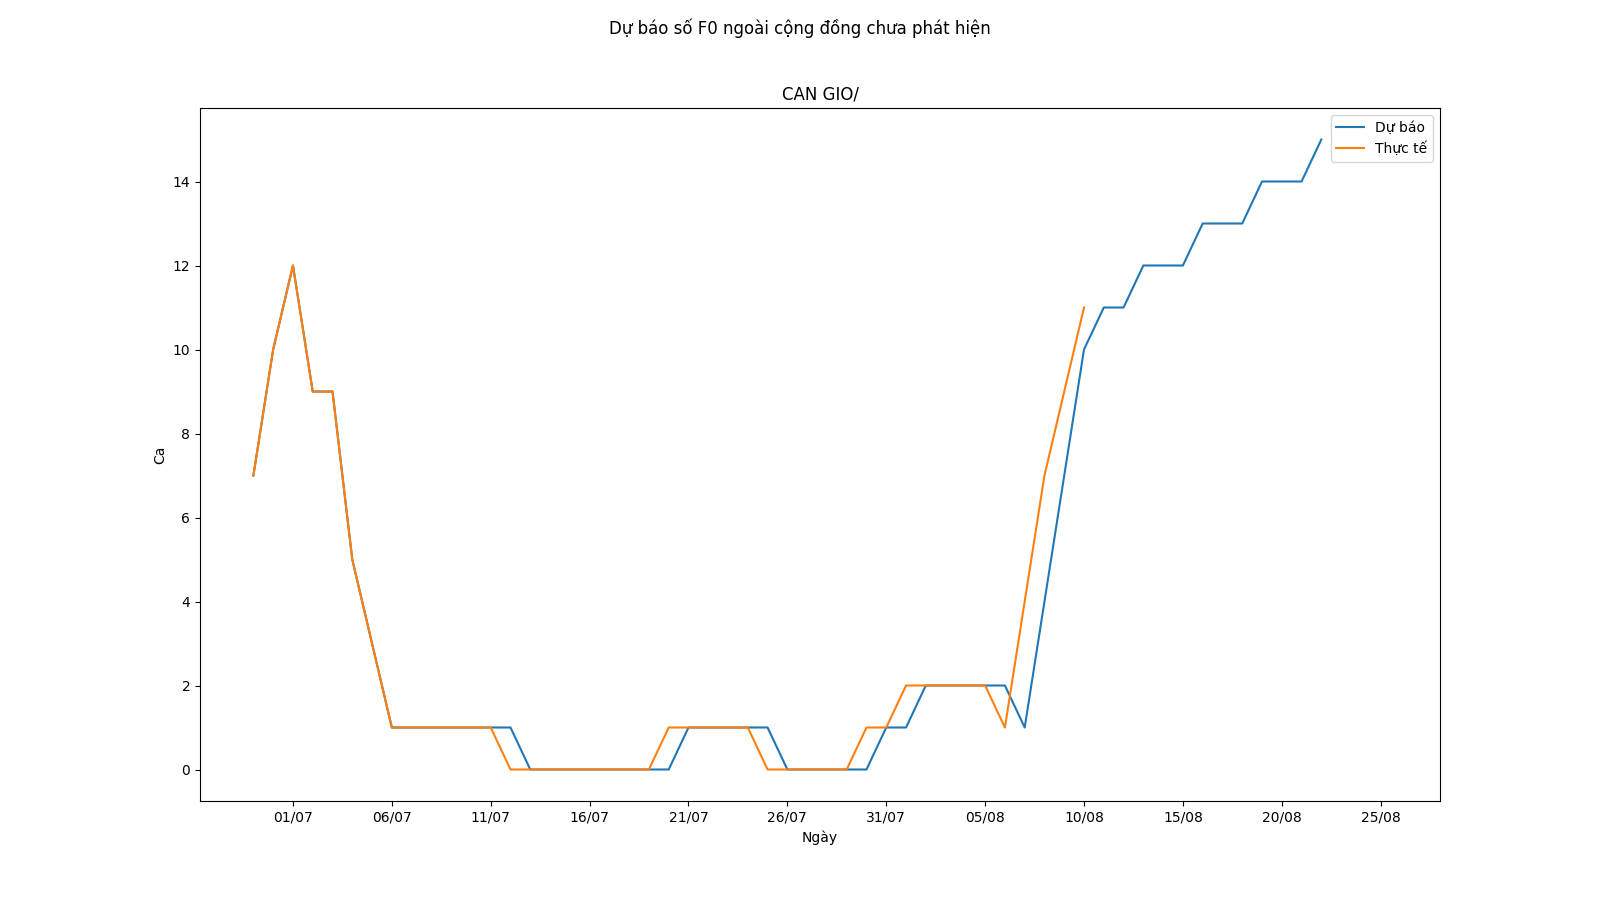 Dự báo số F0 ngoài cộng đồng chưa phát hiện
CAN GIO/
Dự báo
Thực tế
14
12
10
8
6
4
2
0
Ca
01/07 06/07 11/07 16/07 21/07 26/07 31/07 05/08 10/08 15/08 20/08 25/08
Ngày